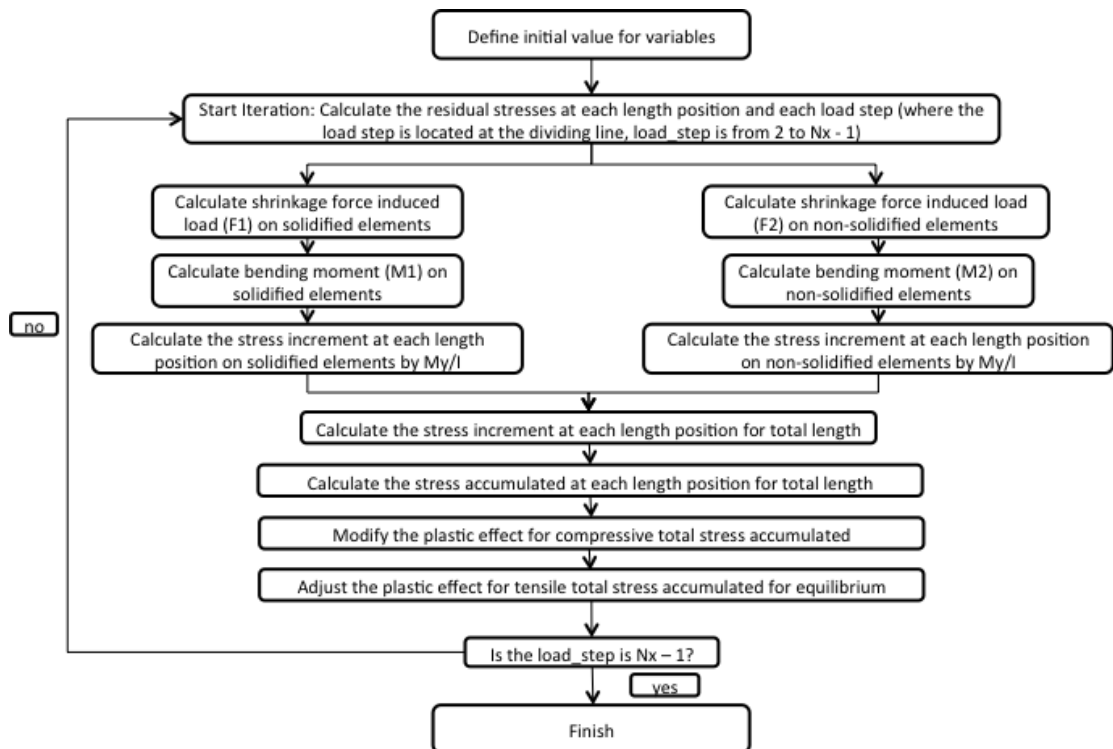 Define initial value for variables
Start Iteration: Calculate the residual stresses at each length position and each load step (where the
load step is located at the dividing line, load_step is from 2 to Nx - 1)
Calculate shrinkage force induced
load (F1) on solidified elements
Calculate shrinkage force induced load
(F2) on non-solidified elements
Calculate bending moment (M1) on
solidified elements
Calculate bending moment (M2) on
non-solidified elements
no
Calculate the stress increment at each length
position on solidified elements by My/I
Calculate the stress increment at each length position
on non-solidified elements by My/I
Calculate the stress increment at each length position for total length
Calculate the stress accumulated at each length position for total length
Modify the plastic effect for compressive total stress accumulated
Adjust the plastic effect for tensile total stress accumulated for equilibrium
Is the load_step is Nx – 1?
yes
Finish